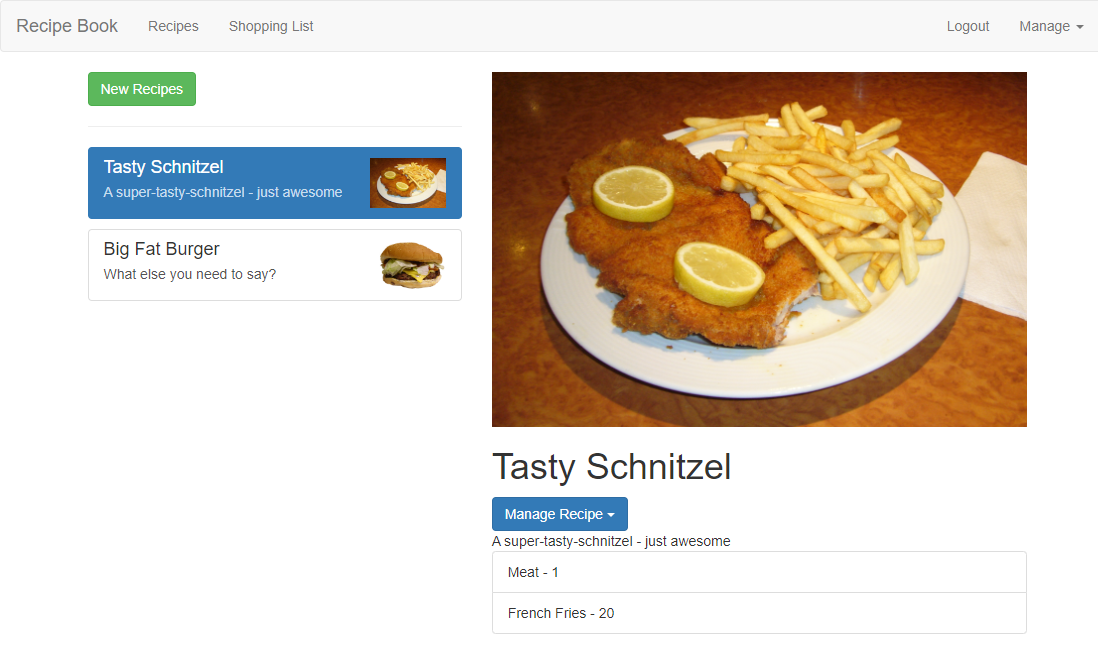 Recipe Book Recipes Shopping List Logout Manage
New Recipes
Tasty Schnitzel
A super-tasty-schnitzel - just awesome
Big Fat Burger
What else you need to say?
Tasty Schnitzel
Manage Recipe
A super-tasty-schnitzel - just awesome
Meat - 1
French Fries - 20